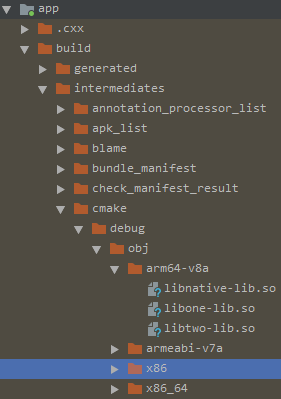 app
.cxx
build
generated
intermediates
annotation_processor_list
apk_list
blame
bundle_manifest
check_manifest_result
cmake
debug
obj
arm64-v8a
libnative-lib.so
libone-lib.so
libtwo-lib.so
armeabi-v7a
x86
x86_64